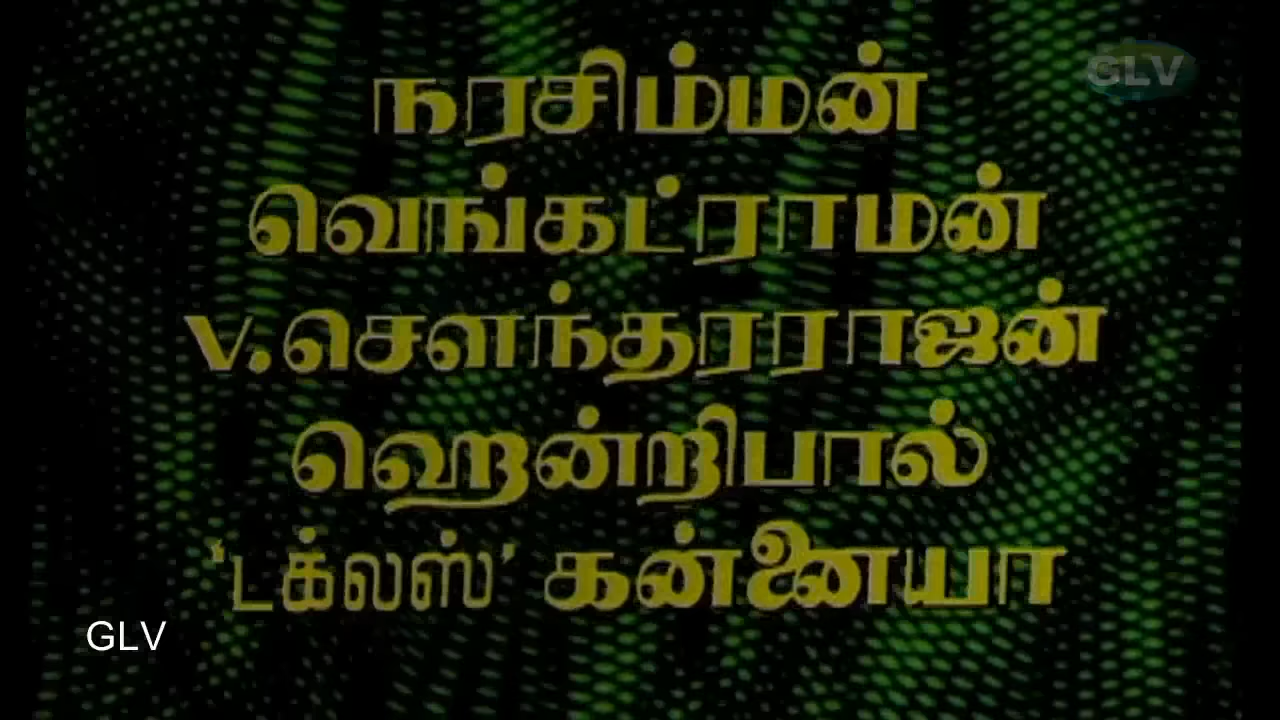 GLV
நரசிம்மன்
வெங்கட்ராமன்
V.சௌந்தரராஜன்
ஹென்றிபால்
'டக்லஸ்' கன்னையா
GLV